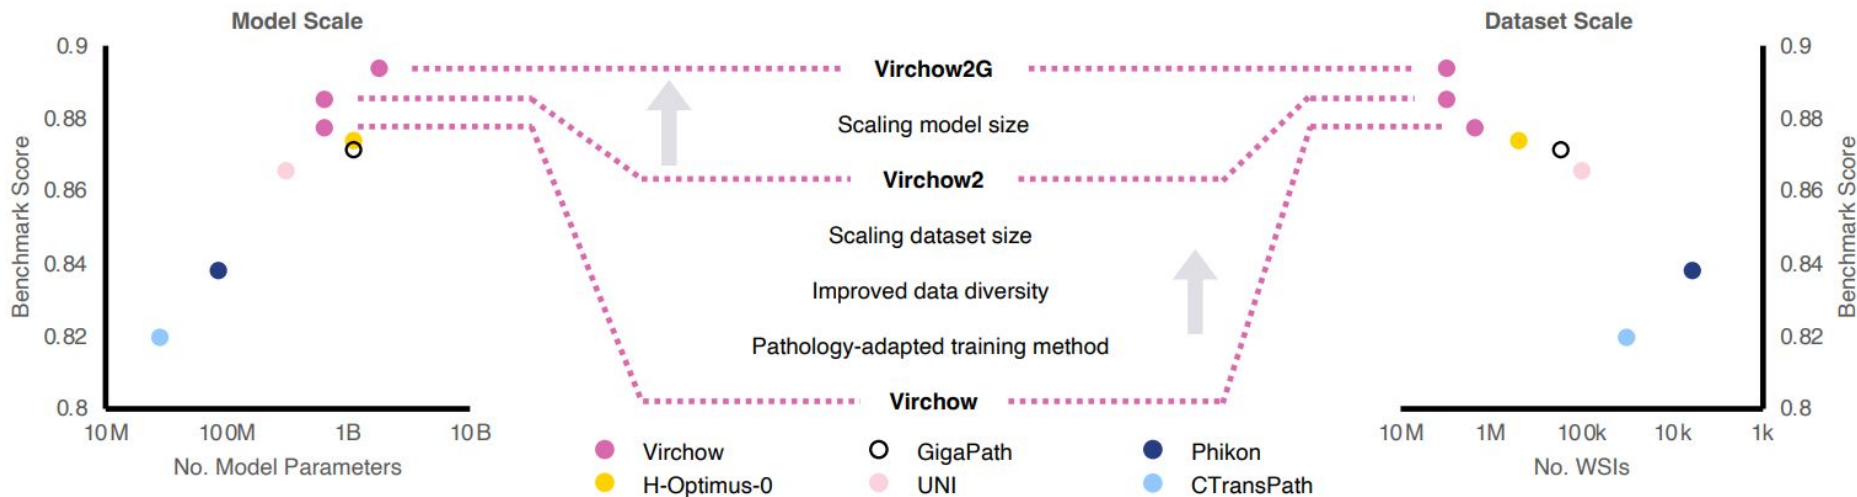 Model Scale
Dataset Scale
0.9
0.88
0.86
0.84
0.82
0.8
Benchmark Score
10M 100M 1B 10B
No. Model Parameters
Virchow2G
Scaling model size
Virchow2
Scaling dataset size
Improved data diversity
Pathology-adapted training method
Virchow
0.9
0.88
0.86
0.84
0.82
0.8
Benchmark Score
10M 1M 100k 10k 1k
No. WSIs
Virchow GigaPath Phikon
H-Optimus-0 UNI CTransPath